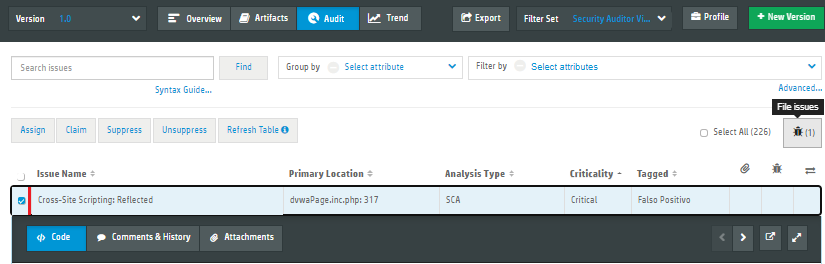 Version 1.0 Overview Artifacts Audit Trend Export Filter Set Security Auditor Vi... Profile + New Version
Search issues Find Group by Select attribute Filter by Select attributes
Syntax Guide... Advanced...
File issues
Assign Claim Suppress Unsuppress Refresh Table Select All (226) (1)
Issue Name Primary Location Analysis Type Criticality Tagged
Cross-Site Scripting: Reflected dvwaPage.inc.php: 317 SCA Critical Falso Positivo
Code Comments & History Attachments